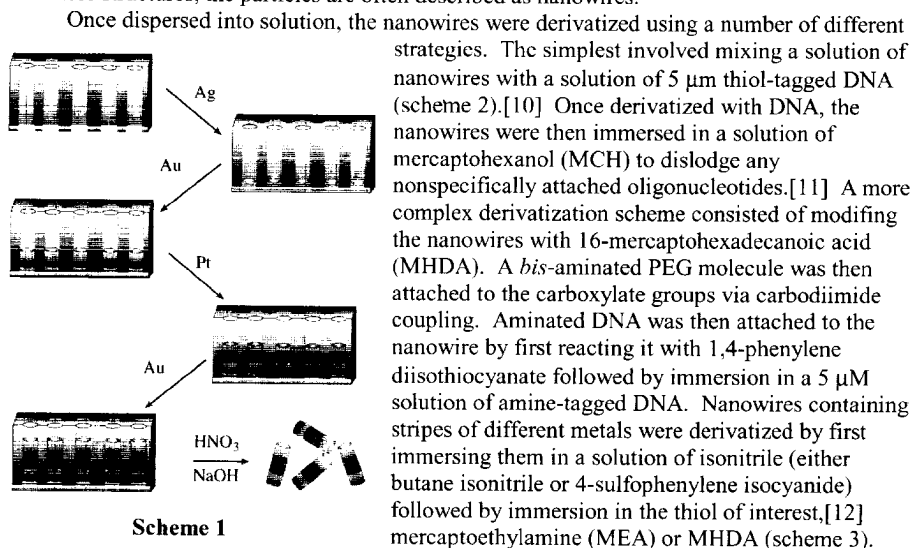 the particles are often described as nanowires.
Once dispersed into solution, the nanowires were derivatized using a number of different
strategies. The simplest involved mixing a solution of
nanowires with a solution of 5 μm thiol-tagged DNA
(scheme 2).[10] Once derivatized with DNA, the
nanowires were then immersed in a solution of
mercaptohexanol (MCH) to dislodge any
nonspecifically attached oligonucleotides.[11] A more
complex derivatization scheme consisted of modifing
the nanowires with 16-mercaptohexadecanoic acid
(MHDA). A bis-aminated PEG molecule was then
attached to the carboxylate groups via carbodiimide
coupling. Aminated DNA was then attached to the
nanowire by first reacting it with 1,4-phenylene
diisothiocyanate followed by immersion in a 5 μM
solution of amine-tagged DNA. Nanowires containing
stripes of different metals were derivatized by first
immersing them in a solution of isonitrile (either
butane isonitrile or 4-sulfophenylene isocyanide)
followed by immersion in the thiol of interest,[12]
mercaptoethylamine (MEA) or MHDA (scheme 3).
Ag
Au
Pt
Au
HNO3
NaOH
Scheme 1